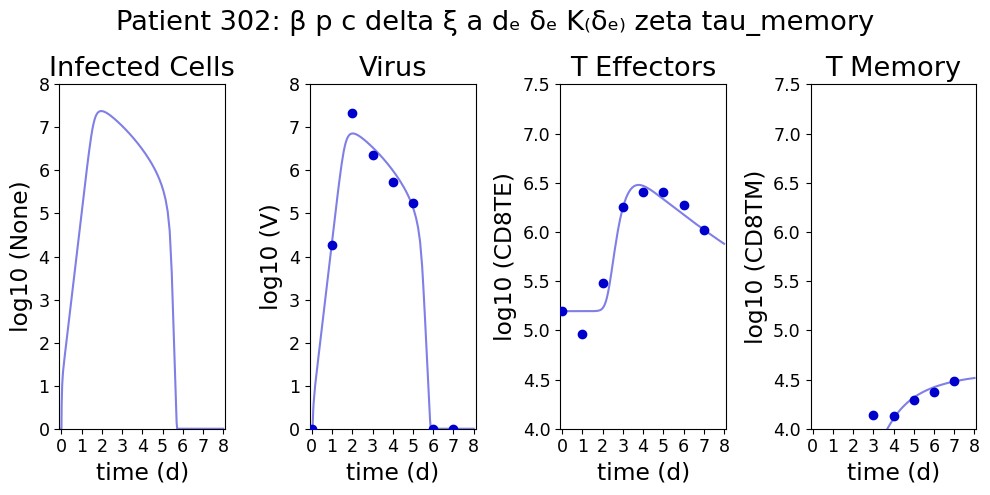 Patient 302: β p c delta ξ a dₑ δₑ K₍δₑ₎ zeta tau_memory
Infected Cells
log10 (None)
8
7
6
5
4
3
2
1
0
0 1 2 3 4 5 6 7 8
time (d)
Virus
log10 (V)
8
7
6
5
4
3
2
1
0
0 1 2 3 4 5 6 7 8
time (d)
T Effectors
log10 (CD8TE)
7.5
7.0
6.5
6.0
5.5
5.0
4.5
4.0
0 1 2 3 4 5 6 7 8
time (d)
T Memory
log10 (CD8TM)
7.5
7.0
6.5
6.0
5.5
5.0
4.5
4.0
0 1 2 3 4 5 6 7 8
time (d)